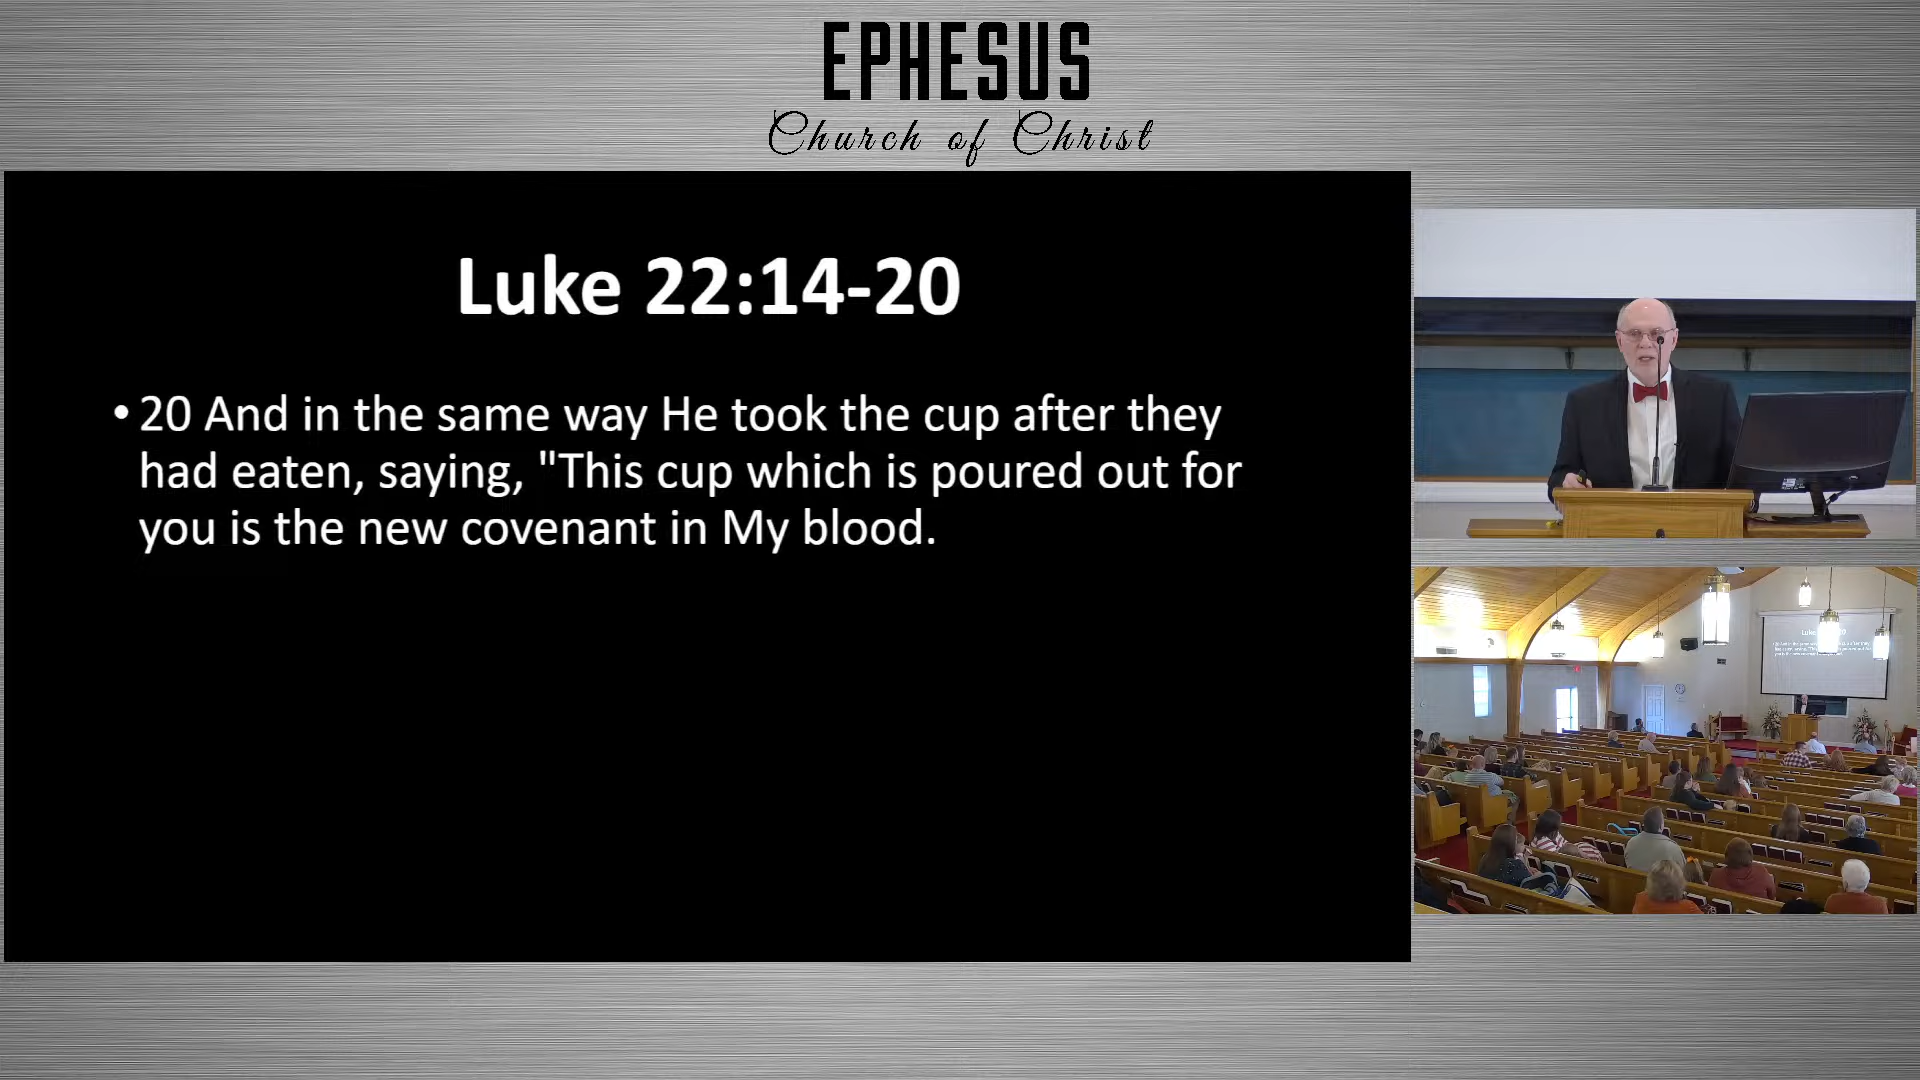 EPHESUS
Church of Christ
Luke 22:14-20
• 20 And in the same way He took the cup after they
had eaten, saying, "This cup which is poured out for
you is the new covenant in My blood.